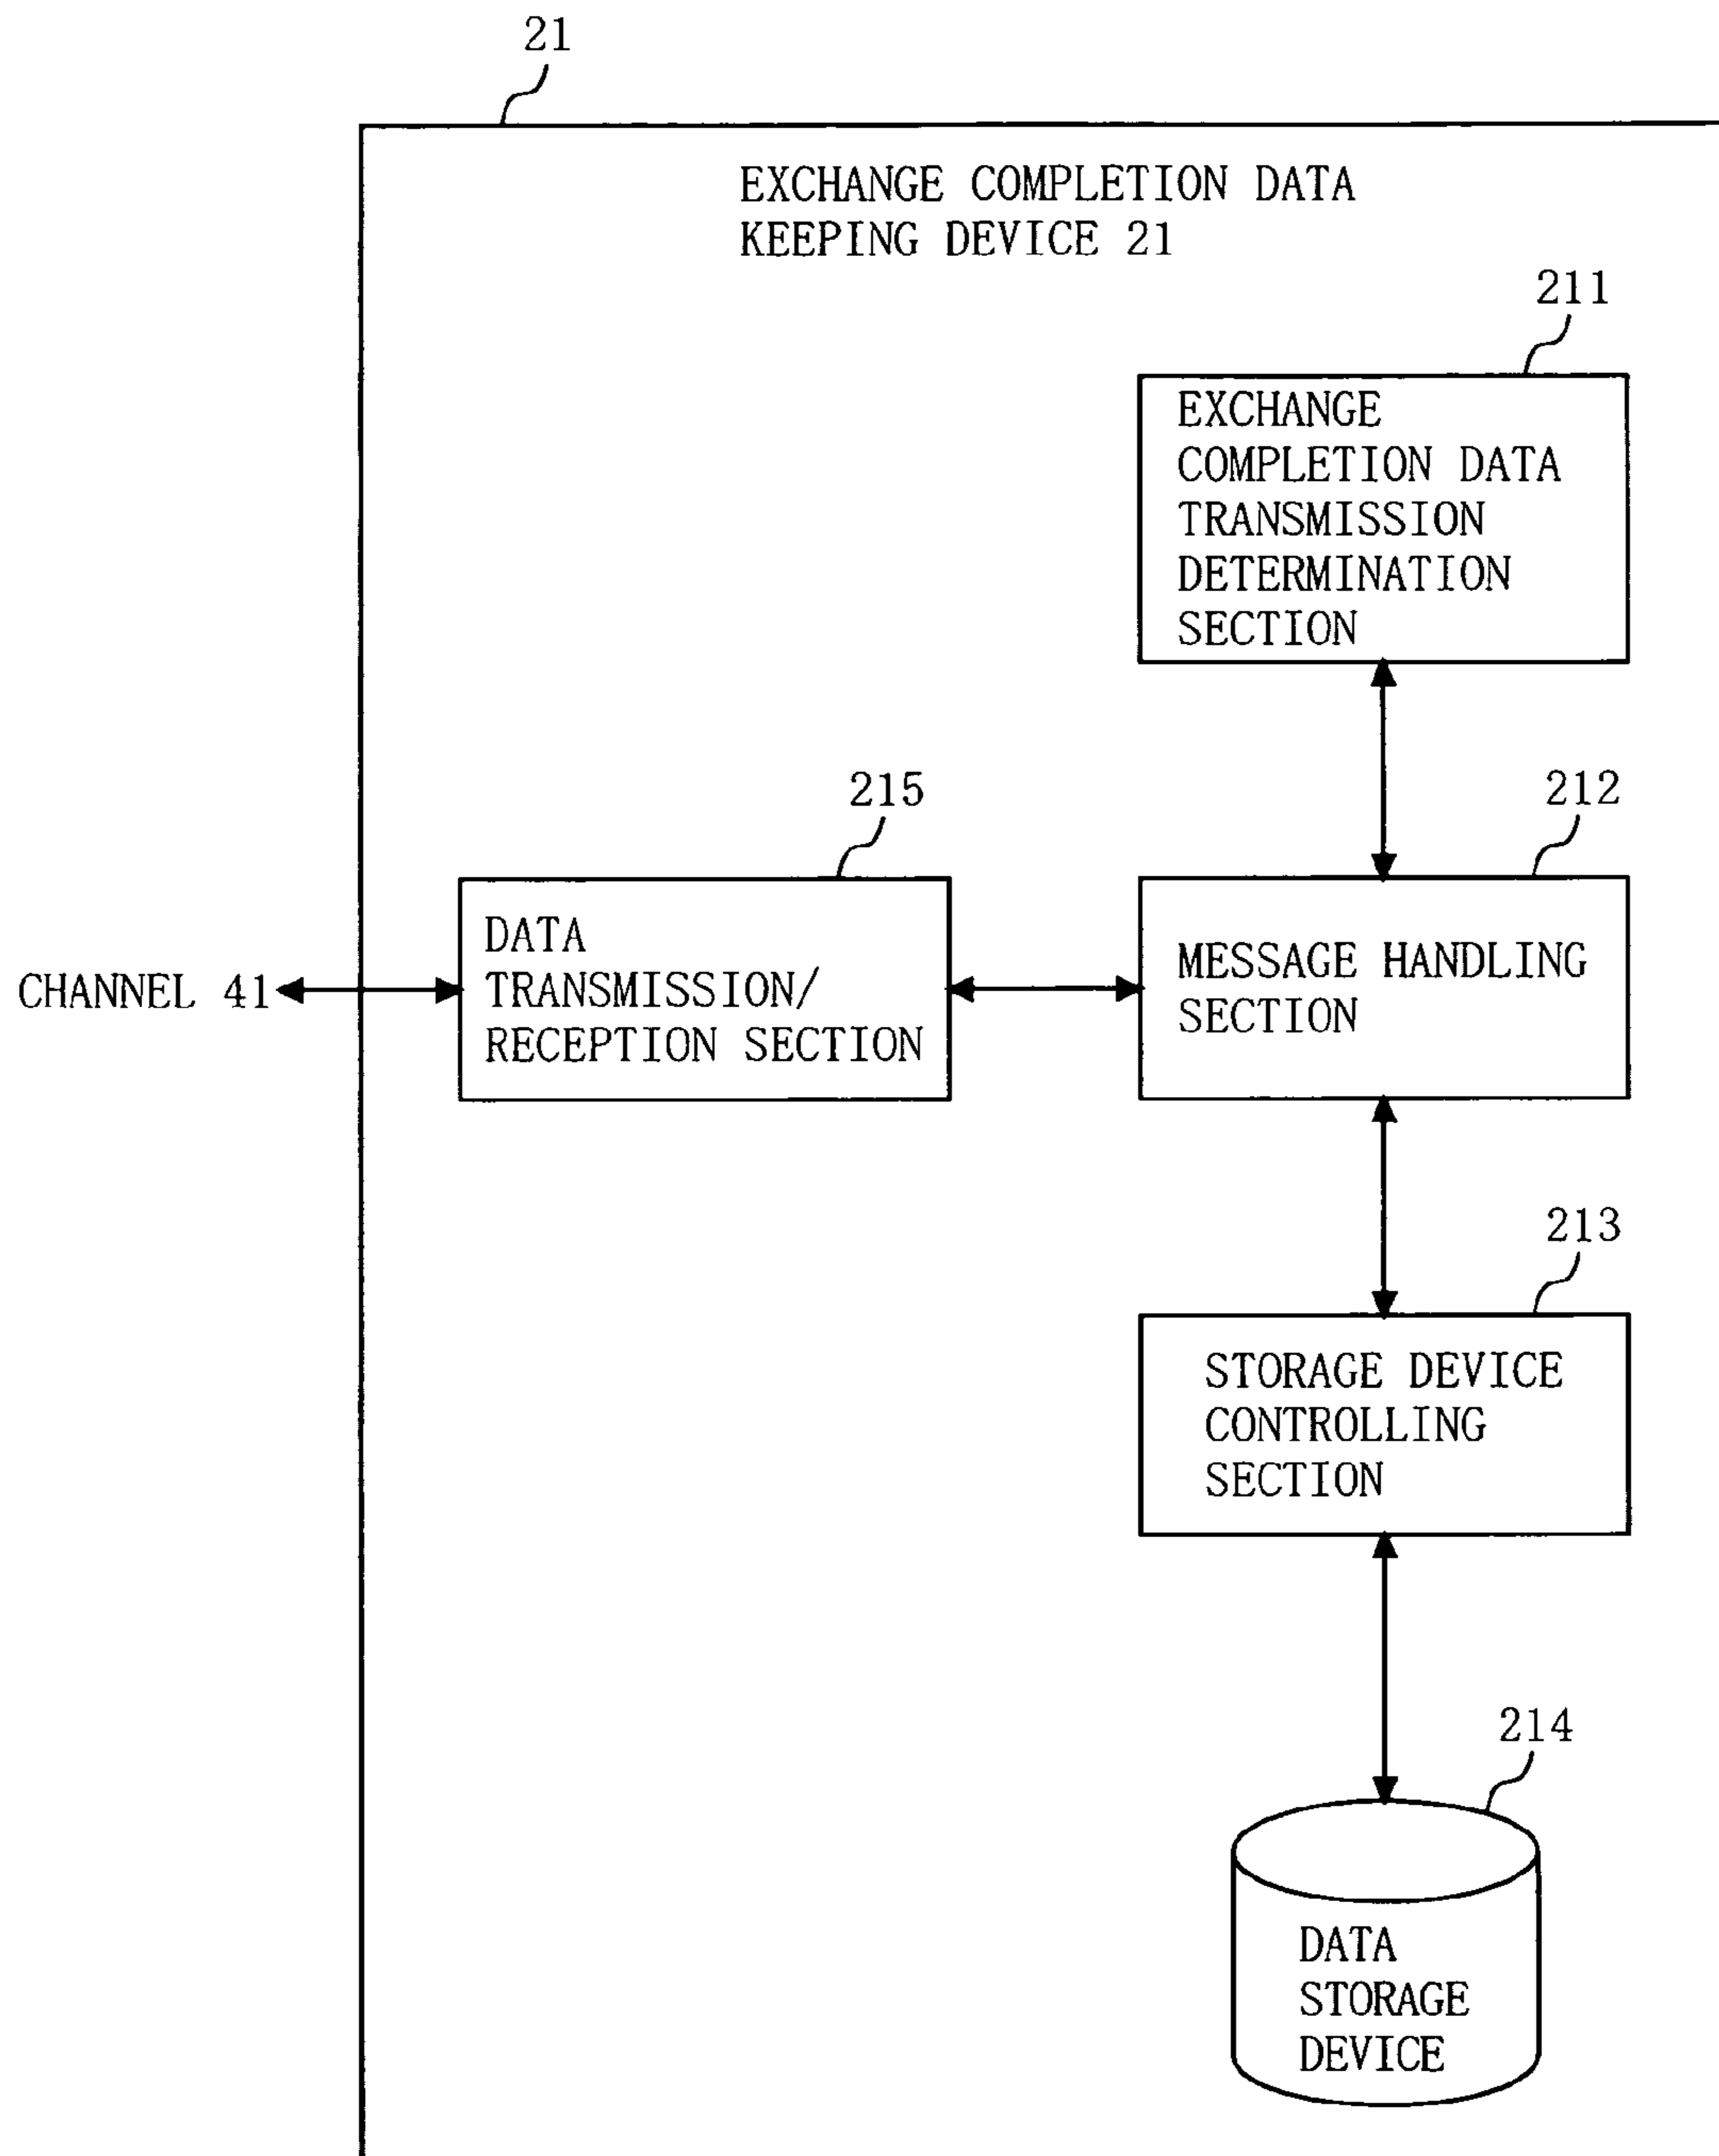 21
EXCHANGE COMPLETION DATA
KEEPING DEVICE 21
211
EXCHANGE
COMPLETION DATA
TRANSMISSION
DETERMINATION
SECTION
215
212
DATA
TRANSMISSION/
RECEPTION SECTION
MESSAGE HANDLING
SECTION
CHANNEL 41
213
STORAGE DEVICE
CONTROLLING
SECTION
214
DATA
STORAGE
DEVICE